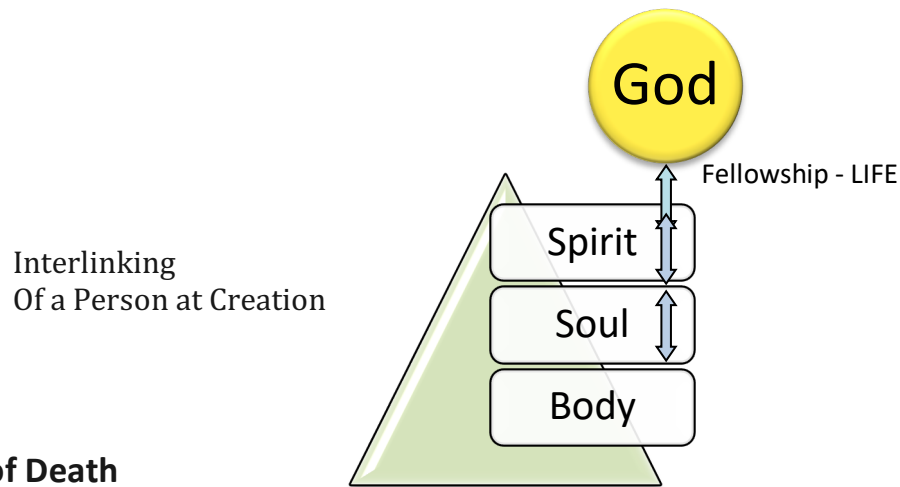 God
Fellowship - LIFE
Spirit
Interlinking
Of a Person at Creation
Soul
Body
of Death